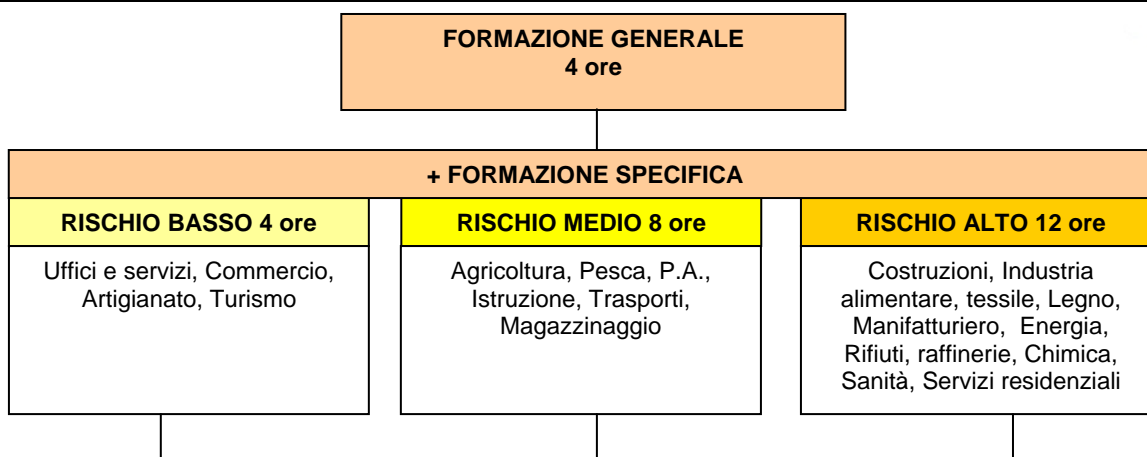 FORMAZIONE GENERALE
4 ore
+ FORMAZIONE SPECIFICA
RISCHIO BASSO 4 ore
Uffici e servizi, Commercio,
Artigianato, Turismo
RISCHIO MEDIO 8 ore
Agricoltura, Pesca, P.A.,
Istruzione, Trasporti,
Magazzinaggio
RISCHIO ALTO 12 ore
Costruzioni, Industria
alimentare, tessile, Legno,
Manifatturiero, Energia,
Rifiuti, raffinerie, Chimica,
Sanità, Servizi residenziali